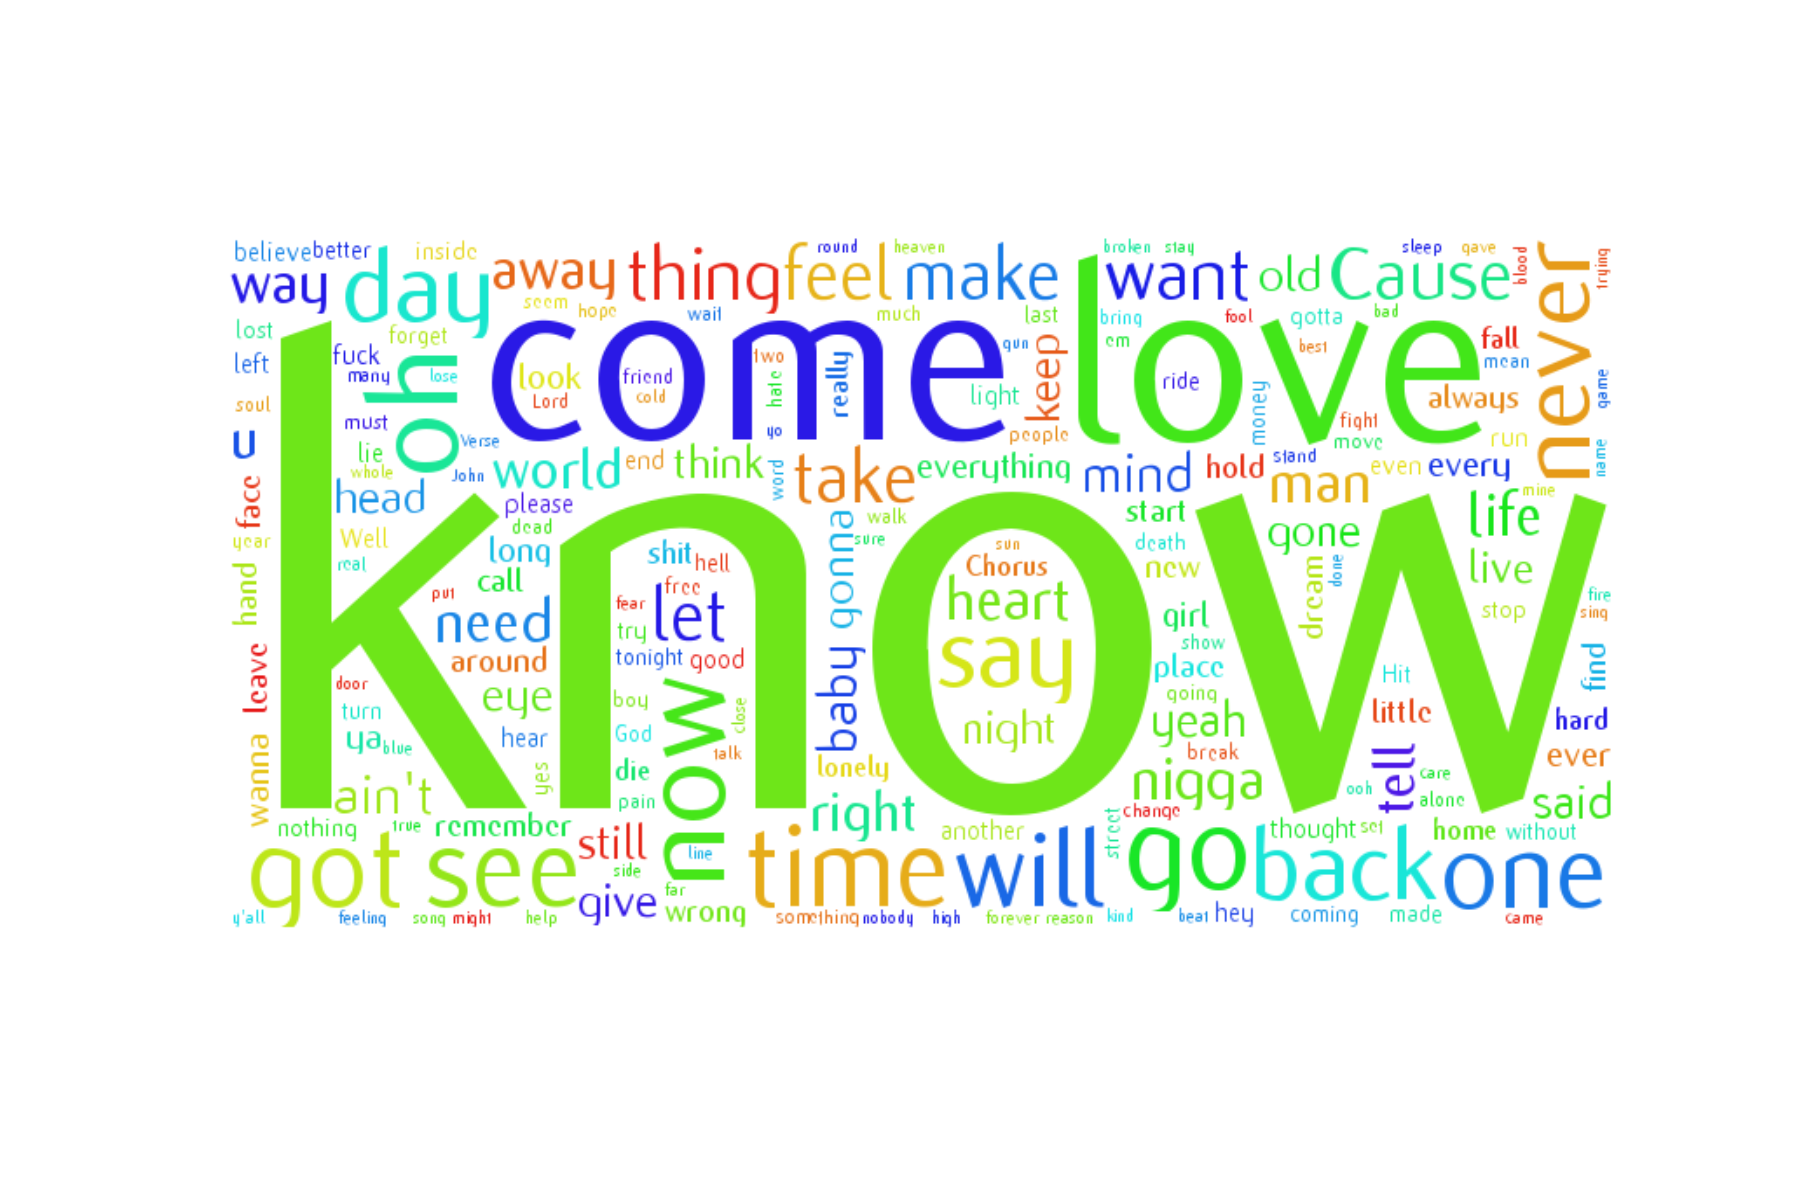 believe
better
inside
round
heaven
broken
stay
sleep
gave
blood
never
trying
way
day
away
thing
feel
make
want
old
Cause
seem
hope
wait
much
last
bring
fool
gotta
bad
lost
forget
know
come
love
em
best
fall
mean
left
fuck
oh
many
lose
look
friend
Lord
cold
two
hate
really
yo
gun
keep
light
people
ride
money
fight
move
always
game
soul
must
u
lie
Verse
whole
John
world
end
think
word
take
everything
mind
hold
stand
man
even
every
run
name
face
head
please
dead
walk
sure
start
life
mine
year
Well
real
long
shit
hell
gonna
sun
Chorus
death
new
gone
dream
done
live
hand
call
put
free
fear
need
let
try
heart
girl
stop
fire
sing
around
tonight
good
say
show
place
find
leave
door
eye
boy
now
close
baby
going
Hit
turn
ya
blue
hear
God
talk
night
yeah
little
hard
wanna
yes
die
lonely
break
tell
ever
ain't
pain
right
nigga
ooh
care
alone
said
change
nothing
true
remember
still
another
street
thought
set
home
without
got
see
side
line
time
will
go
back
one
give
far
wrong
y'all
feeling
song
might
help
something
nobody
high
forever
reason
kind
beat
hey
coming
made
came